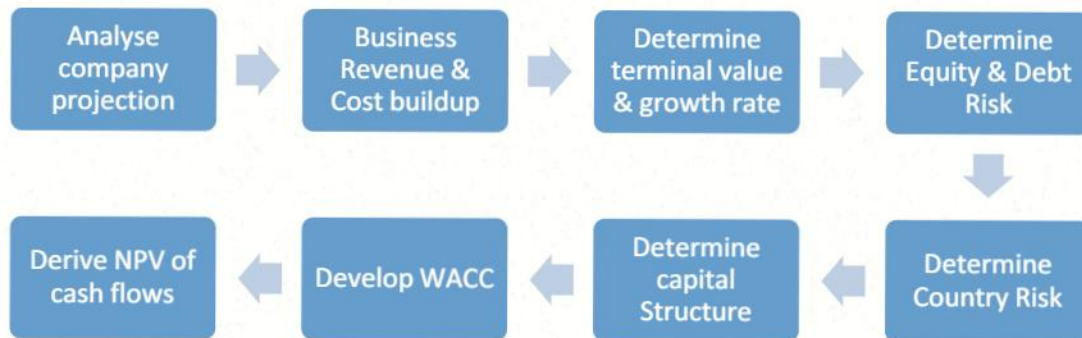 Analyse
company
projection
Business
Revenue &
Cost buildup
Determine
terminal value
& growth rate
Determine
Equity & Debt
Risk
Determine
Country Risk
Determine
capital
Structure
Develop WACC
Derive NPV of
cash flows